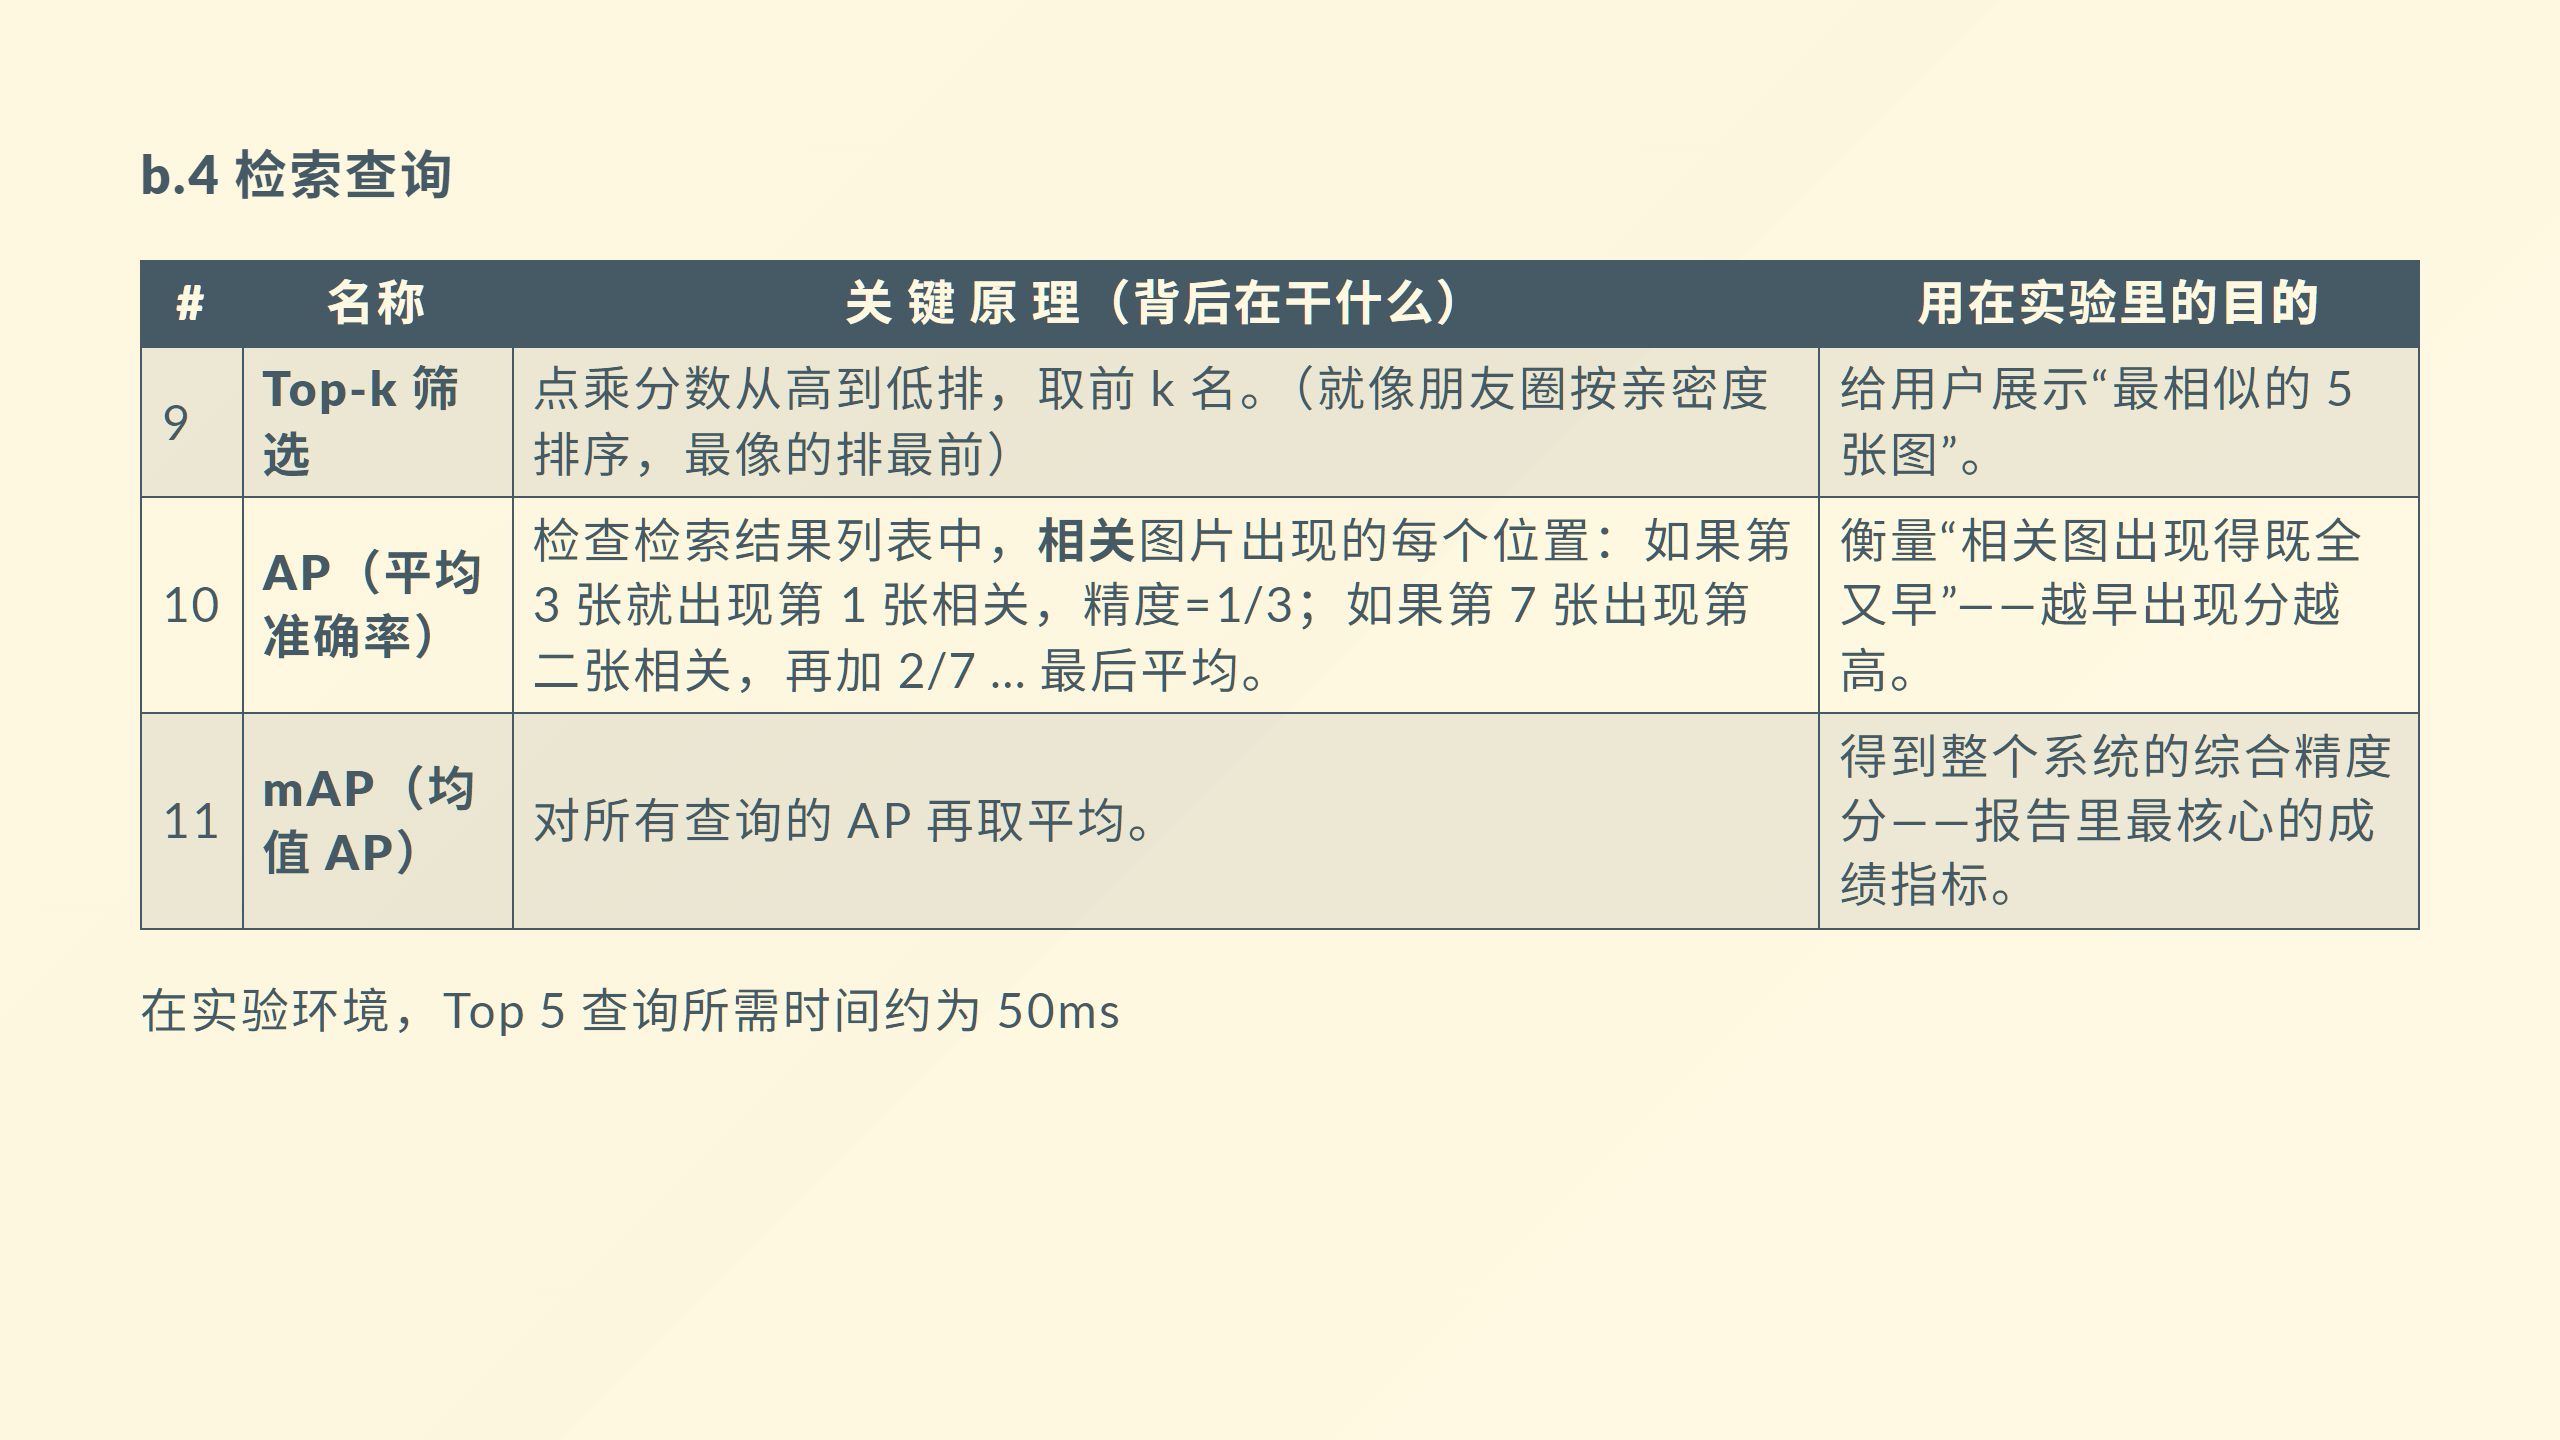 b.4 检索查询
# 名称 关 键 原 理（背后在干什么） 用在实验里的目的
9
Top-k 筛
选
点乘分数从高到低排，取前 k 名。（就像朋友圈按亲密度
排序，最像的排最前）
给用户展示“最相似的 5
张图”。
10
AP（平均
准确率）
检查检索结果列表中，相关图片出现的每个位置：如果第
3 张就出现第 1 张相关，精度=1/3；如果第 7 张出现第
二张相关，再加 2/7 … 最后平均。
衡量“相关图出现得既全
又早”——越早出现分越
高。
11
mAP（均
值 AP）
对所有查询的 AP 再取平均。
得到整个系统的综合精度
分——报告里最核心的成
绩指标。
在实验环境，Top 5 查询所需时间约为 50ms